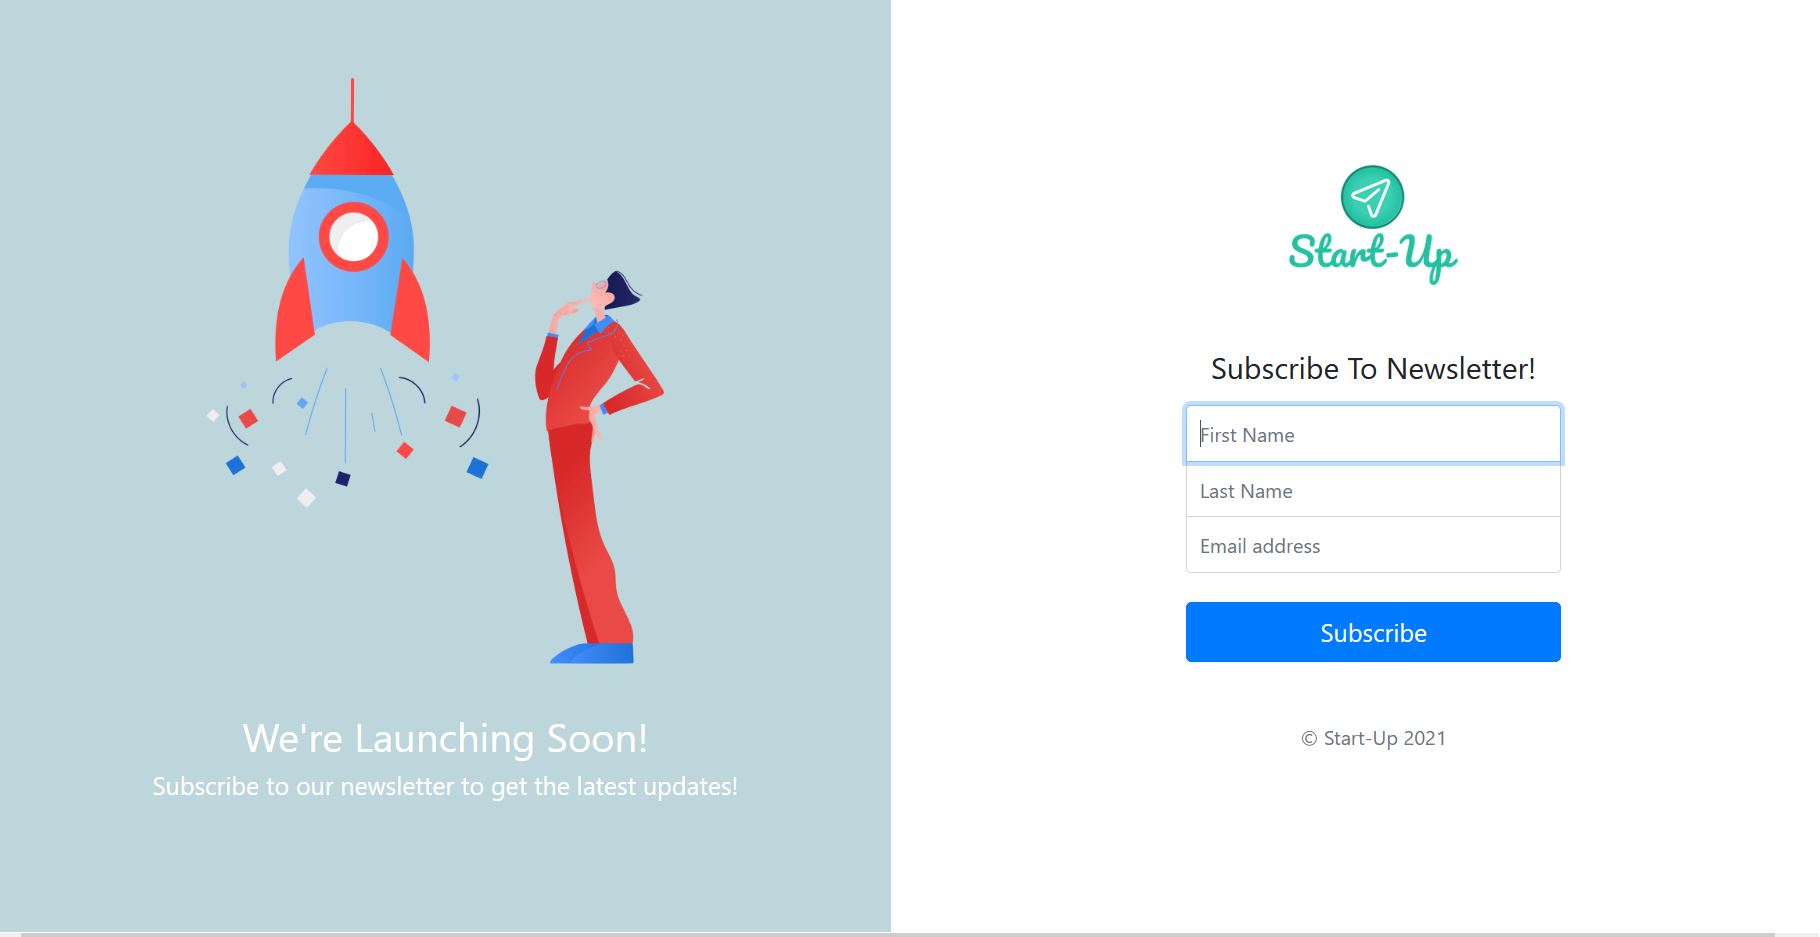 We're Launching Soon!
Subscribe to our newsletter to get the latest updates!
Start-Up
Subscribe To Newsletter!
First Name
Last Name
Email address
Subscribe
© Start-Up 2021